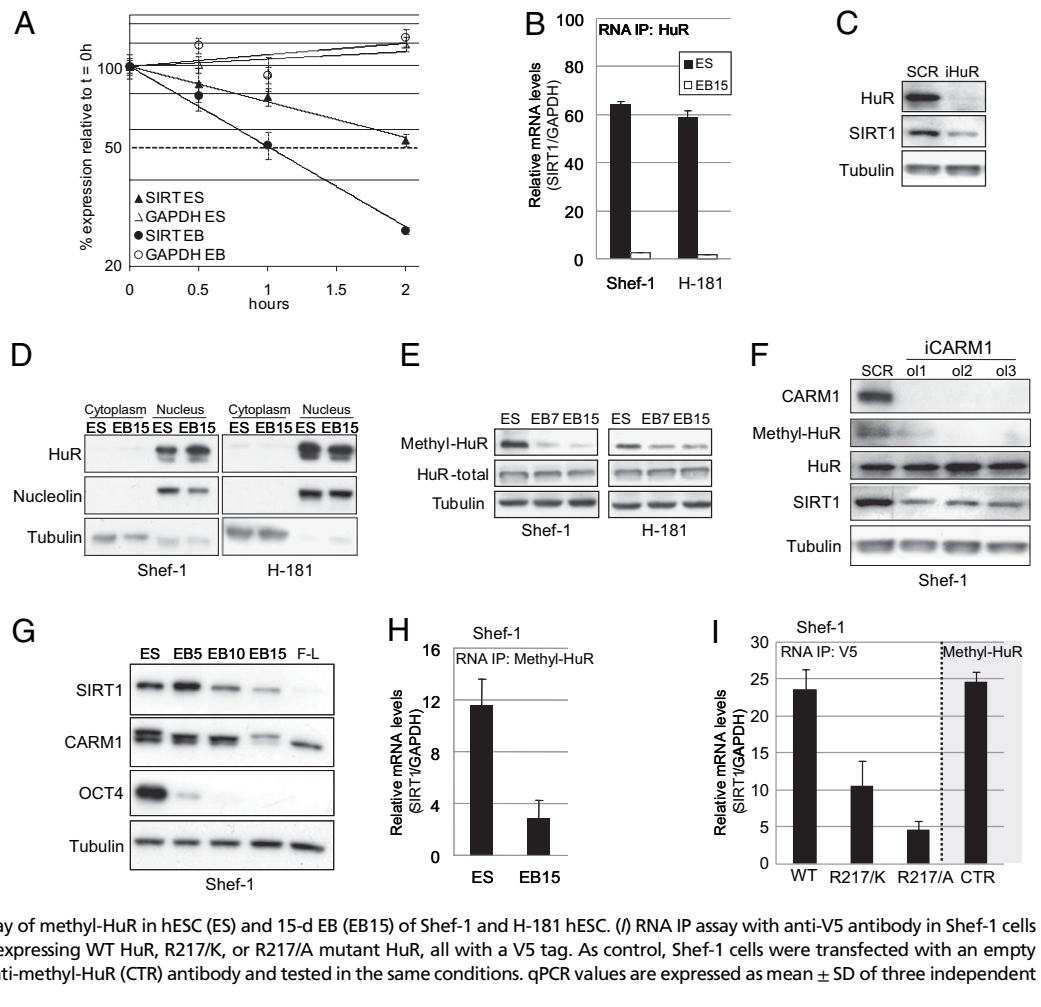 A
% expression relative to t = 0h
100
50
20
▲ SIRT ES
△ GAPDH ES
● SIRT EB
○ GAPDH EB
0 0.5 1 1.5 2
hours
B
RNA IP: HuR
ES
EB15
Relative mRNA levels
(SIRT1/GAPDH)
100
80
60
40
20
0
Shef-1 H-181
C
SCR iHuR
HuR
SIRT1
Tubulin
D
Cytoplasm Nucleus Cytoplasm Nucleus
ES EB15 ES EB15 ES EB15 ES EB15
HuR
Nucleolin
Tubulin
Shef-1 H-181
E
ES EB7 EB15 ES EB7 EB15
Methyl-HuR
HuR-total
Tubulin
Shef-1 H-181
F
iCARM1
SCR ol1 ol2 ol3
CARM1
Methyl-HuR
HuR
SIRT1
Tubulin
Shef-1
G
ES EB5 EB10 EB15 F-L
SIRT1
CARM1
OCT4
Tubulin
Shef-1
H
Shef-1
RNA IP: Methyl-HuR
Relative mRNA levels
(SIRT1/GAPDH)
16
12
8
4
0
ES EB15
I
Shef-1
RNA IP: V5
Methyl-HuR
Relative mRNA levels
(SIRT1/GAPDH)
30
25
20
15
10
5
0
WT R217/K R217/A CTR
ay of methyl-HuR in hESC (ES) and 15-d EB (EB15) of Shef-1 and H-181 hESC. (I) RNA IP assay with anti-V5 antibody in Shef-1 cells
expressing WT HuR, R217/K, or R217/A mutant HuR, all with a V5 tag. As control, Shef-1 cells were transfected with an empty
nti-methyl-HuR (CTR) antibody and tested in the same conditions. qPCR values are expressed as mean ± SD of three independent